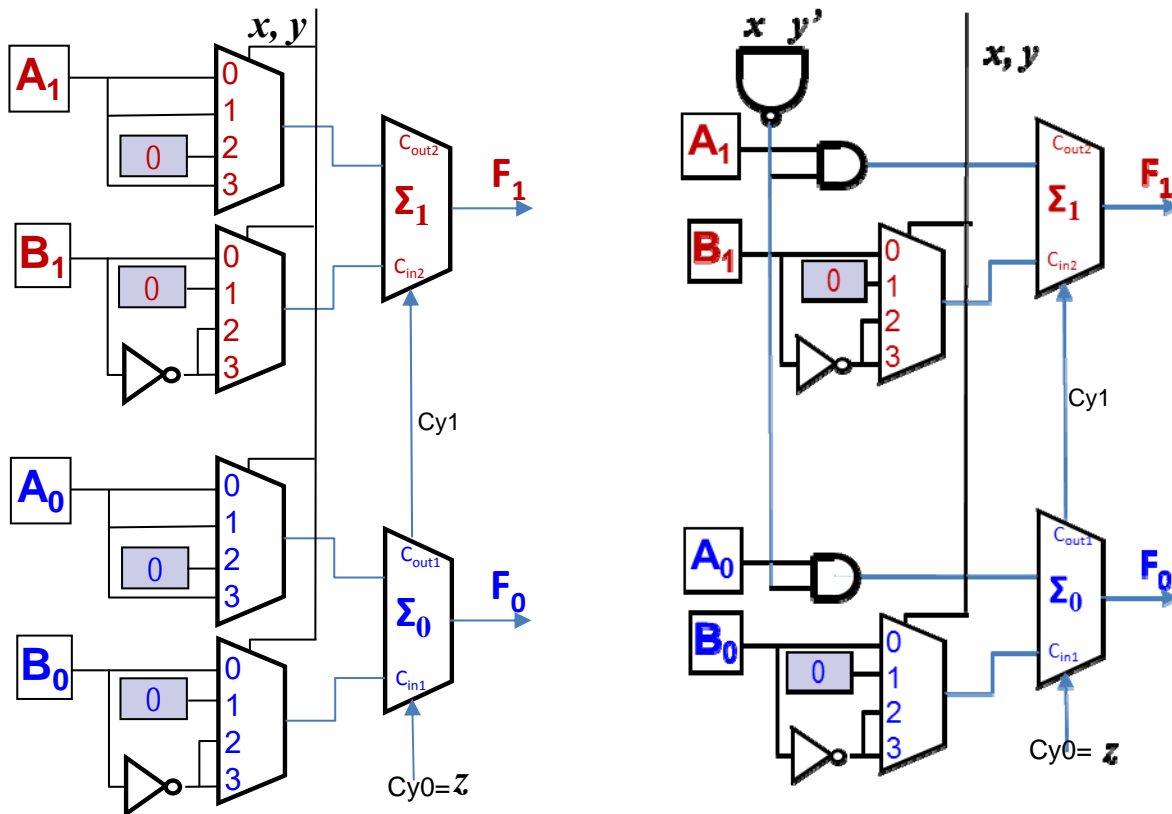 x, y
A1
0
1
2
3
0
Cout2
Σ1
Cin2
F1
B1
0
1
2
3
0
Cy1
A0
0
1
2
3
0
Cout1
Σ0
Cin1
F0
B0
0
1
2
3
0
Cy0= z
x y’
x, y
A1
Cout2
Σ1
Cin2
F1
B1
0
1
2
3
0
Cy1
A0
Cout1
Σ0
Cin1
F0
B0
0
1
2
3
0
Cy0= z